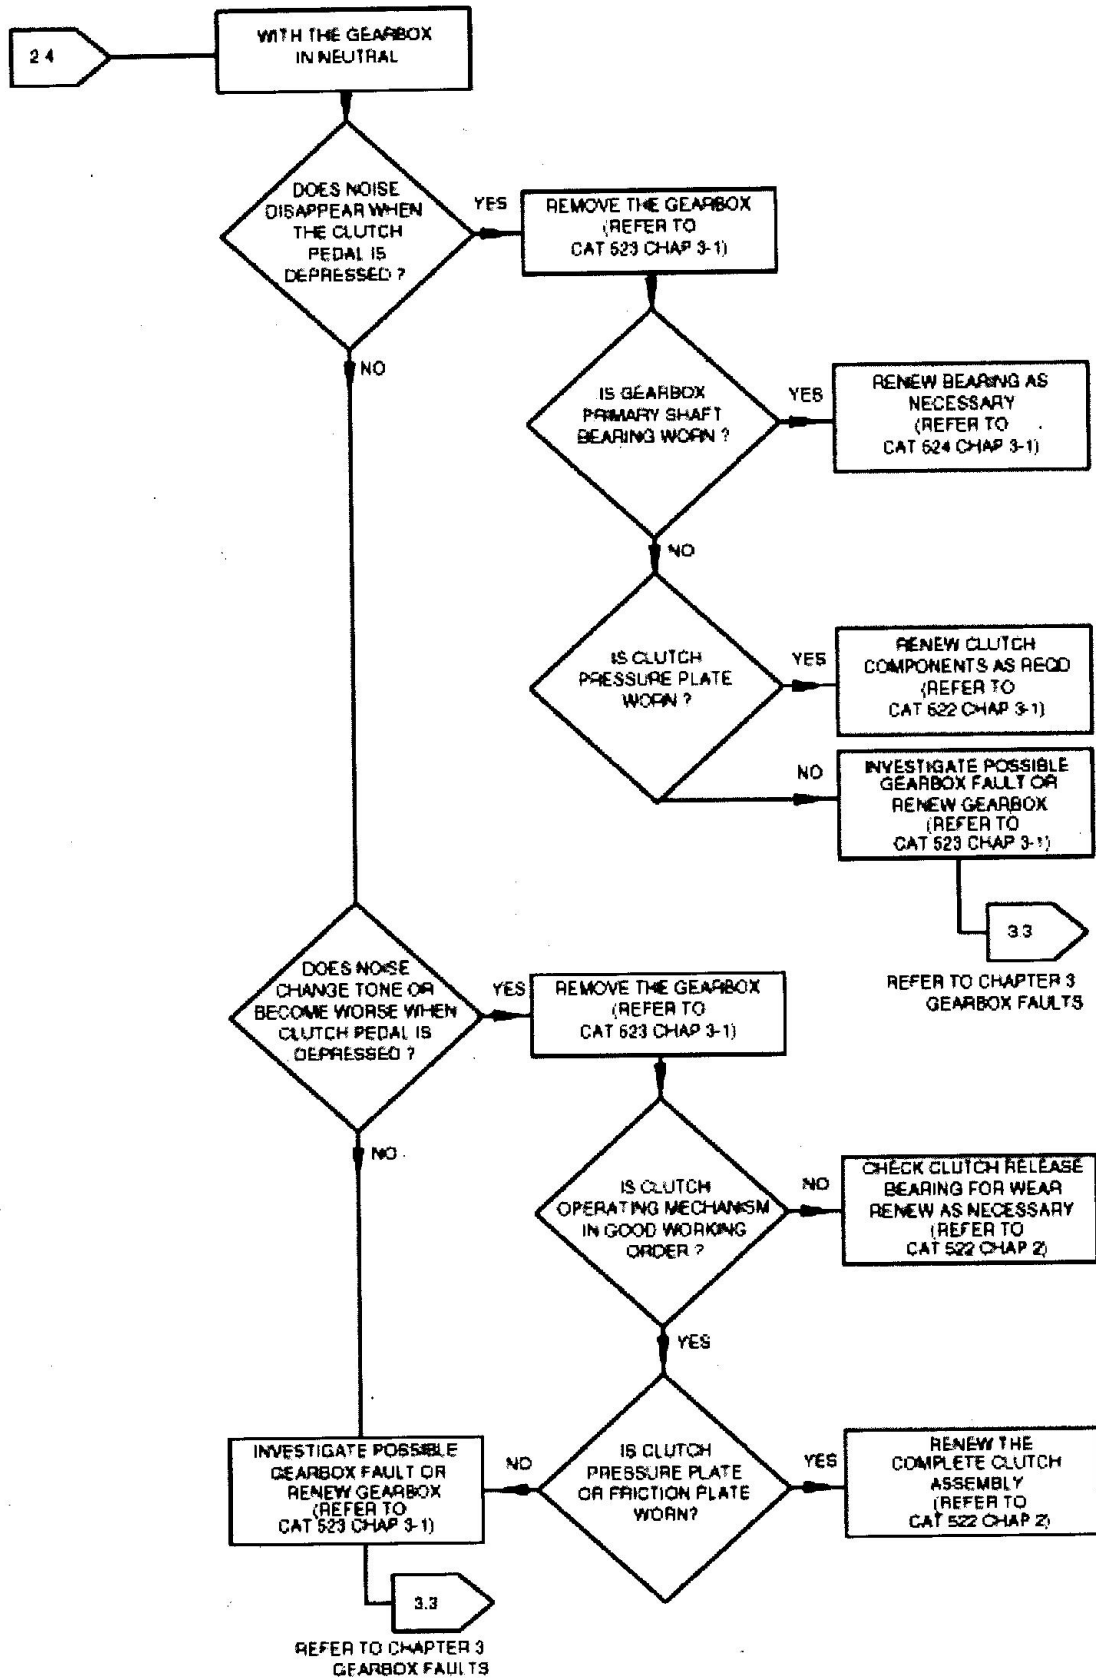 2 4
WITH THE GEARBOX
IN NEUTRAL
DOES NOISE
DISAPPEAR WHEN
THE CLUTCH
PEDAL IS
DEPRESSED ?
YES
REMOVE THE GEARBOX
(REFER TO
CAT 523 CHAP 3-1)
NO
IS GEARBOX
PRIMARY SHAFT
BEARING WORN ?
YES
RENEW BEARING AS
NECESSARY
(REFER TO
CAT 524 CHAP 3-1)
NO
IS CLUTCH
PRESSURE PLATE
WORN ?
YES
RENEW CLUTCH
COMPONENTS AS REQD
(REFER TO
CAT 522 CHAP 3-1)
NO
INVESTIGATE POSSIBLE
GEARBOX FAULT OR
RENEW GEARBOX
(REFER TO
CAT 523 CHAP 3-1)
3.3
REFER TO CHAPTER 3
GEARBOX FAULTS
DOES NOISE
CHANGE TONE OR
BECOME WORSE WHEN
CLUTCH PEDAL IS
DEPRESSED ?
YES
REMOVE THE GEARBOX
(REFER TO
CAT 523 CHAP 3-1)
NO
IS CLUTCH
OPERATING MECHANISM
IN GOOD WORKING
ORDER ?
NO
CHECK CLUTCH RELEASE
BEARING FOR WEAR
RENEW AS NECESSARY
(REFER TO
CAT 522 CHAP 2)
YES
IS CLUTCH
PRESSURE PLATE
OR FRICTION PLATE
WORN?
YES
RENEW THE
COMPLETE CLUTCH
ASSEMBLY
(REFER TO
CAT 522 CHAP 2)
NO
INVESTIGATE POSSIBLE
GEARBOX FAULT OR
RENEW GEARBOX
(REFER TO
CAT 523 CHAP 3-1)
3.3
REFER TO CHAPTER 3
GEARBOX FAULTS